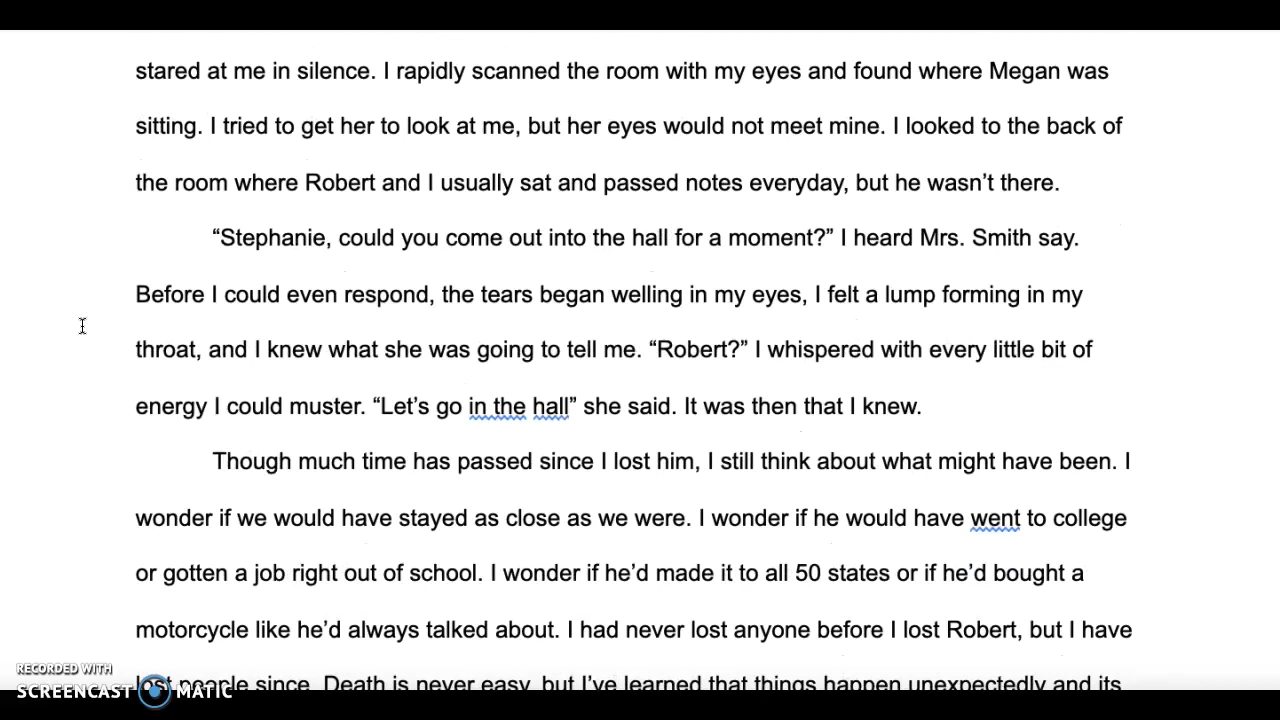 stared at me in silence. I rapidly scanned the room with my eyes and found where Megan was
sitting. I tried to get her to look at me, but her eyes would not meet mine. I looked to the back of
the room where Robert and I usually sat and passed notes everyday, but he wasn’t there.
“Stephanie, could you come out into the hall for a moment?” I heard Mrs. Smith say.
Before I could even respond, the tears began welling in my eyes, I felt a lump forming in my
throat, and I knew what she was going to tell me. “Robert?” I whispered with every little bit of
energy I could muster. “Let’s go in the hall” she said. It was then that I knew.
Though much time has passed since I lost him, I still think about what might have been. I
wonder if we would have stayed as close as we were. I wonder if he would have went to college
or gotten a job right out of school. I wonder if he’d made it to all 50 states or if he’d bought a
motorcycle like he’d always talked about. I had never lost anyone before I lost Robert, but I have
lost people since. Death is never easy, but I’ve learned that things happen unexpectedly and its
RECORDED WITH
SCREENCAST MATIC